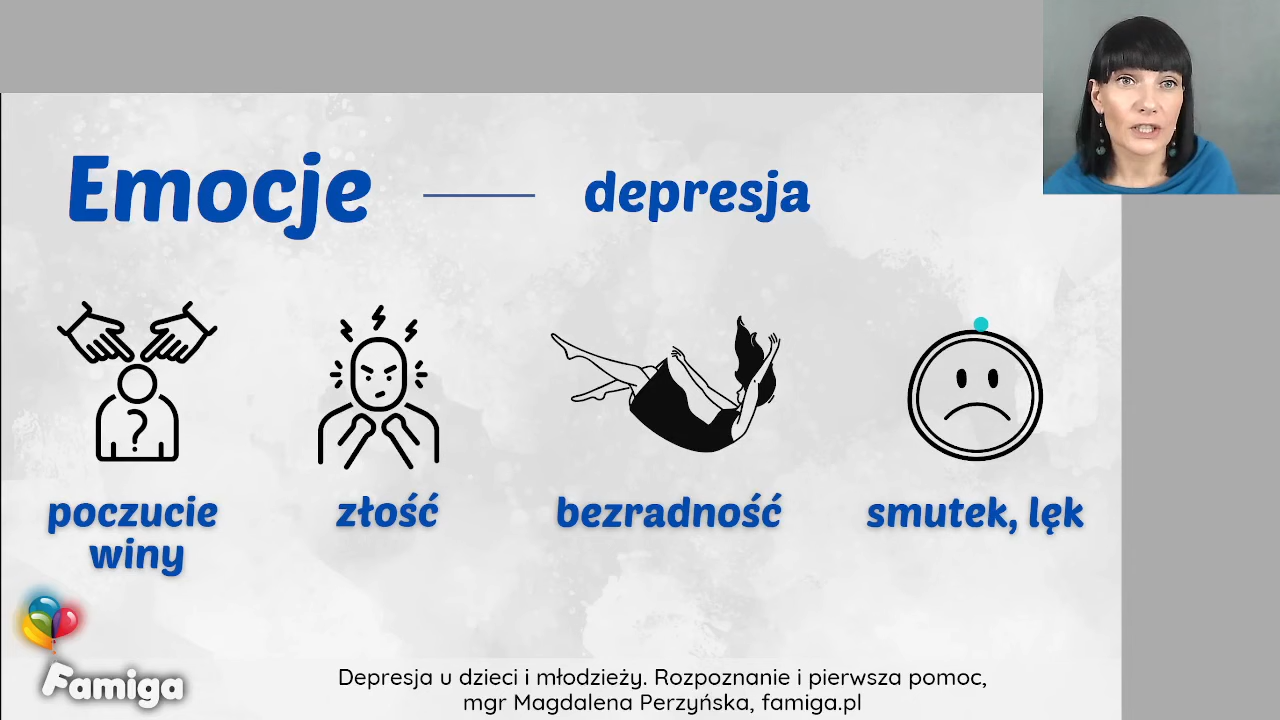 Emocje
depresja
poczucie
winy
złość
bezradność
smutek, lęk
?
Famiga
Depresja u dzieci i młodzieży. Rozpoznanie i pierwsza pomoc,
mgr Magdalena Perzyńska, famiga.pl